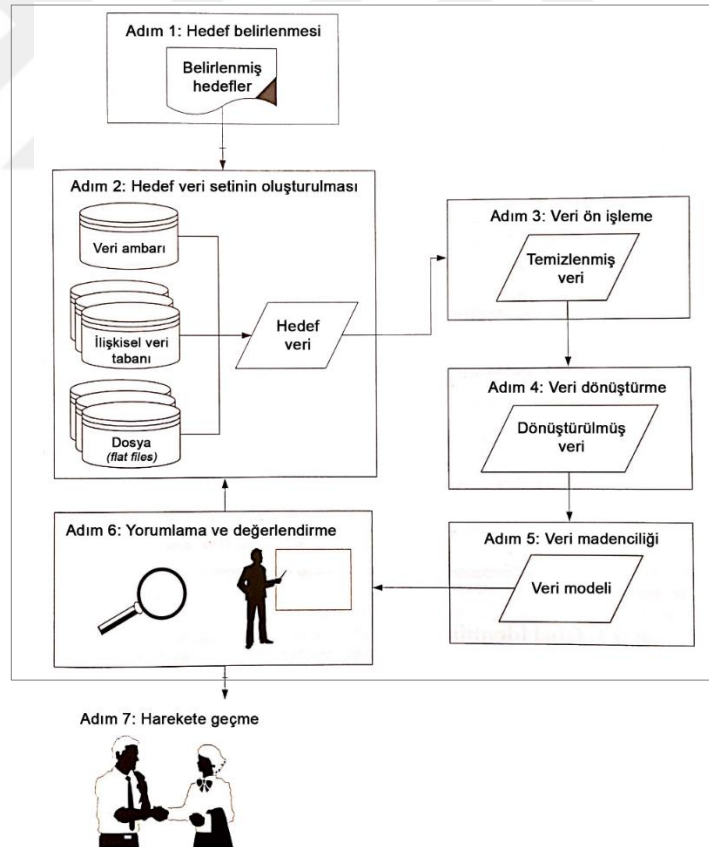 Adım 1: Hedef belirlenmesi
Belirlenmiş
hedefler
Adım 2: Hedef veri setinin oluşturulması
Veri ambarı
İlişkisel veri
tabanı
Dosya
(flat files)
Hedef
veri
Adım 3: Veri ön işleme
Temizlenmiş
veri
Adım 4: Veri dönüştürme
Dönüştürülmüş
veri
Adım 5: Veri madenciliği
Veri modeli
Adım 6: Yorumlama ve değerlendirme
Adım 7: Harekete geçme